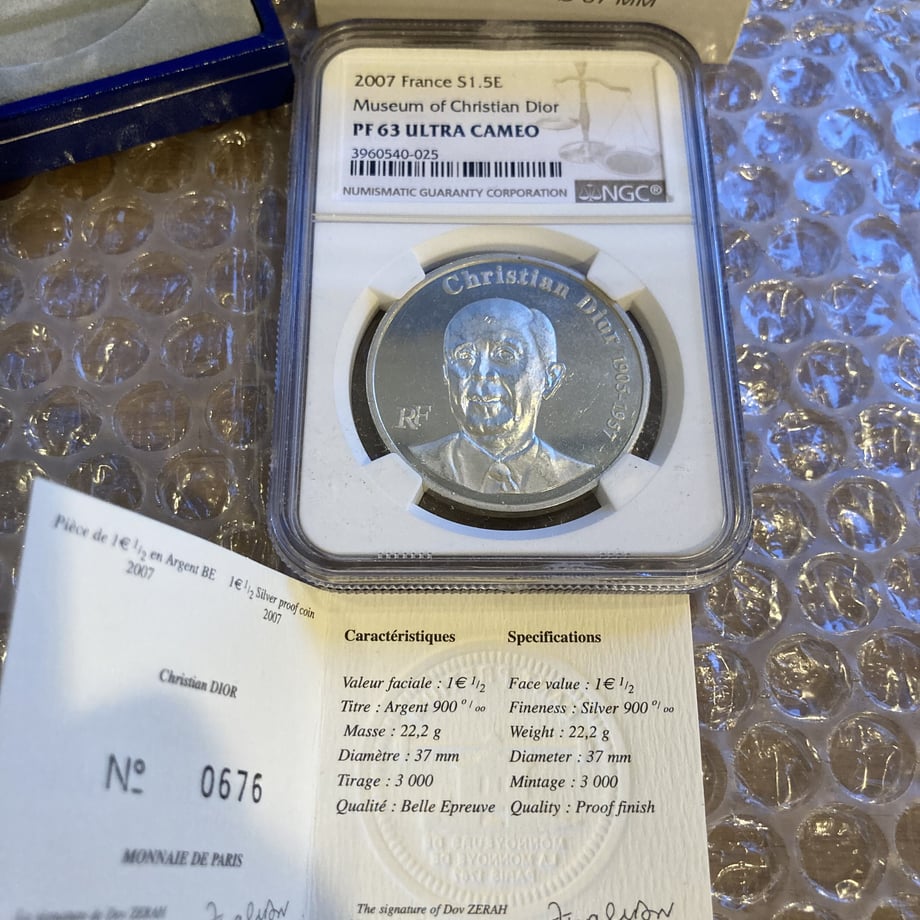 37 MM
2007 France S1.5E
Museum of Christian Dior
PF 63 ULTRA CAMEO
3960540-025
NUMISMATIC GUARANTY CORPORATION NGC®
Christian Dior 1905-1957
RF
Pièce de 1€ 1/2 en Argent BE
2007
1€ 1/2 Silver proof coin
2007
Christian DIOR
Nº 0676
MONNAIE DE PARIS
Caractéristiques
Valeur faciale : 1€ 1/2
Titre : Argent 900 º/ºº
Masse : 22,2 g
Diamètre : 37 mm
Tirage : 3 000
Qualité : Belle Epreuve
Specifications
Face value : 1€ 1/2
Fineness : Silver 900 º/ºº
Weight : 22,2 g
Diameter : 37 mm
Mintage : 3 000
Quality : Proof finish
The signature of Dov ZERAH